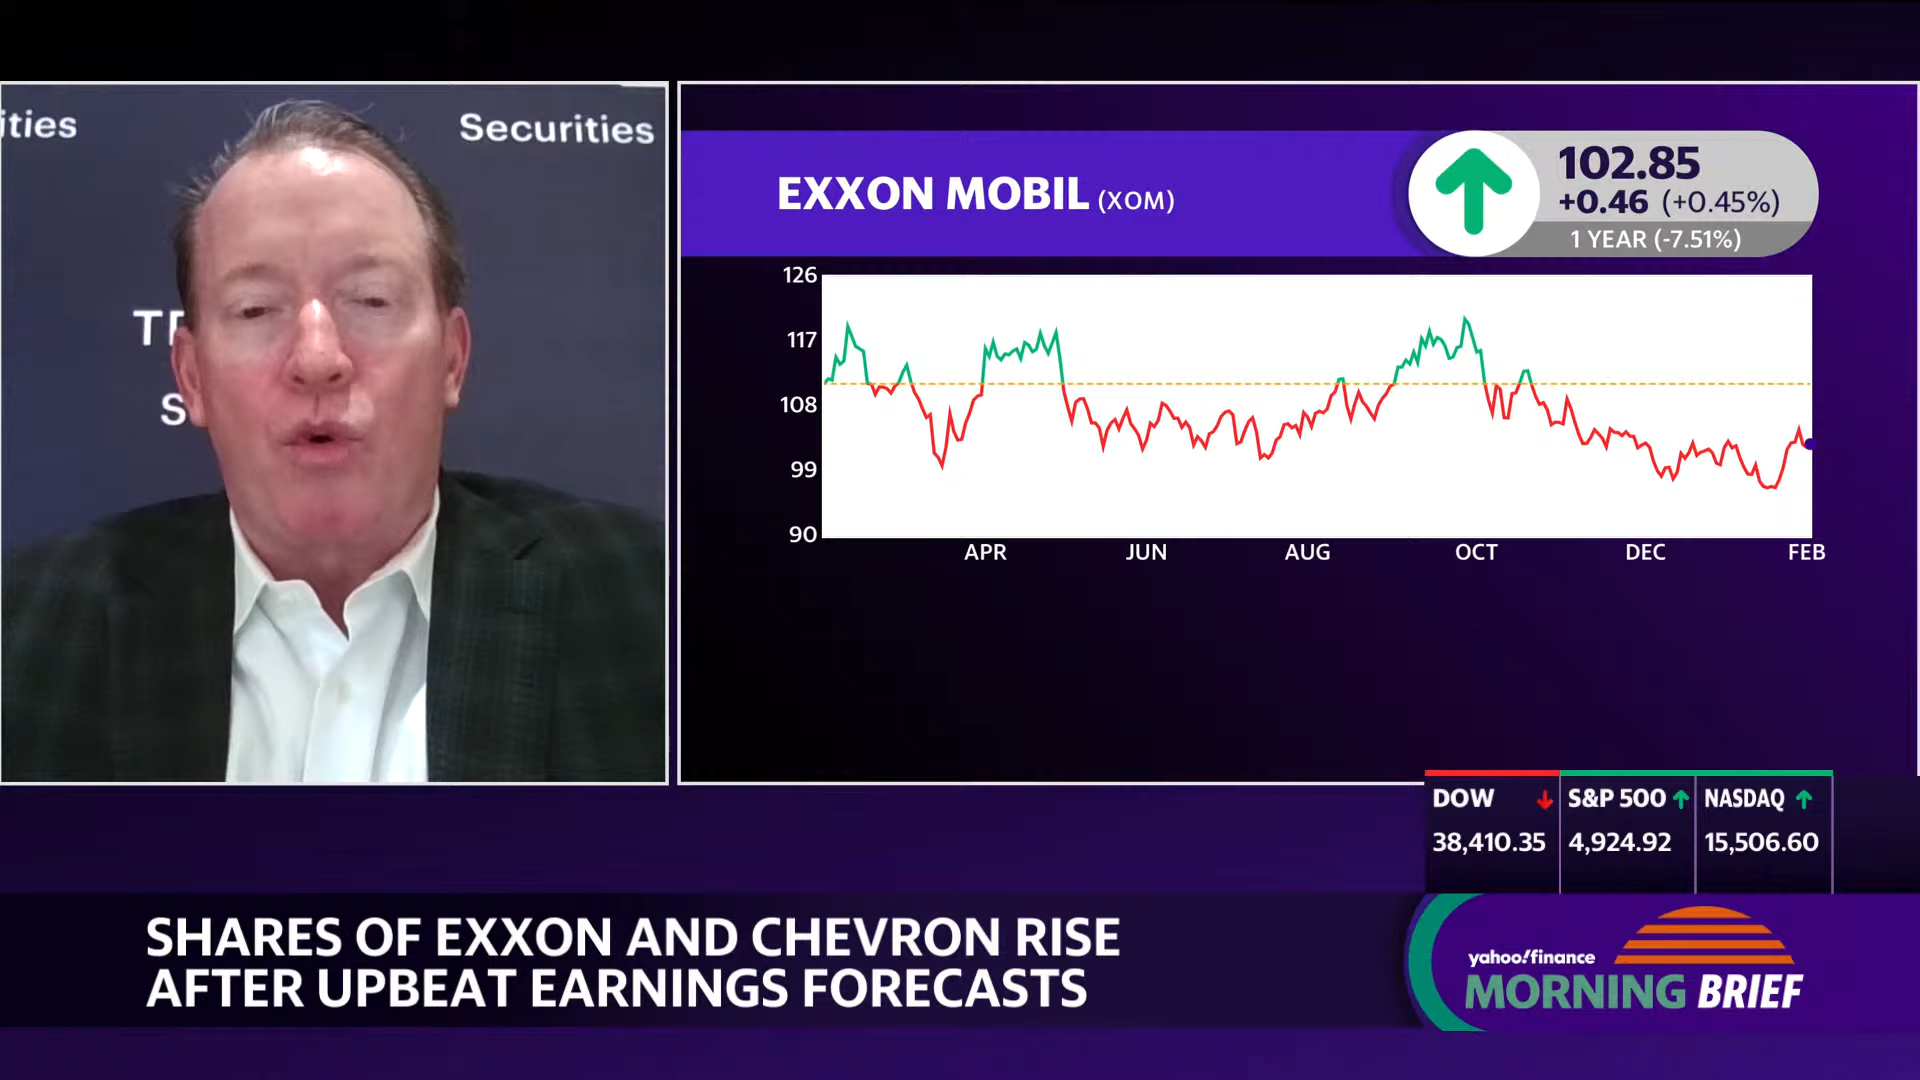 ities
Securities
T
S
EXXON MOBIL (XOM)
102.85
+0.46 (+0.45%)
1 YEAR (-7.51%)
126
117
108
99
90
APR JUN AUG OCT DEC FEB
DOW
38,410.35
S&P 500
4,924.92
NASDAQ
15,506.60
SHARES OF EXXON AND CHEVRON RISE
AFTER UPBEAT EARNINGS FORECASTS
yahoo!finance
MORNING BRIEF